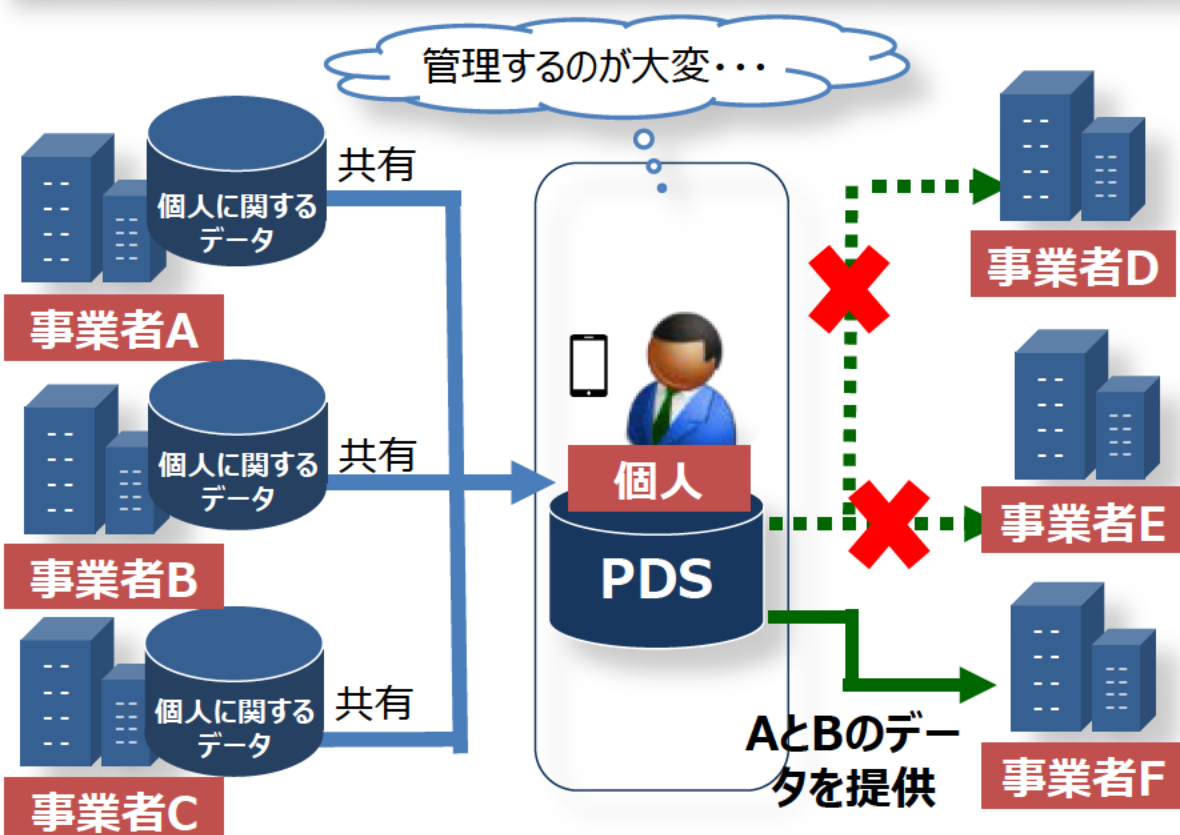 管理するのが大変・・・
個人に関する
データ
共有
事業者A
個人に関する
データ
共有
事業者B
個人に関する
データ
共有
事業者C
個人
PDS
AとBのデー
タを提供
事業者D
事業者E
事業者F